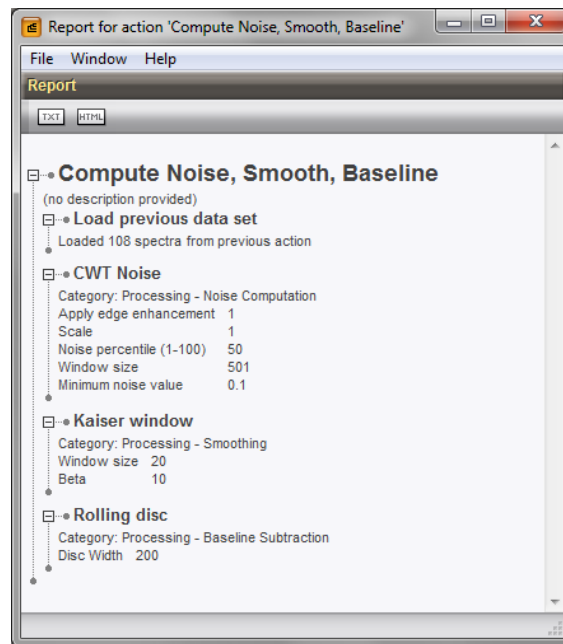 Report for action 'Compute Noise, Smooth, Baseline'
File Window Help
Report
TXT HTML
Compute Noise, Smooth, Baseline
(no description provided)
Load previous data set
Loaded 108 spectra from previous action
CWT Noise
Category: Processing - Noise Computation
Apply edge enhancement 1
Scale 1
Noise percentile (1-100) 50
Window size 501
Minimum noise value 0.1
Kaiser window
Category: Processing - Smoothing
Window size 20
Beta 10
Rolling disc
Category: Processing - Baseline Subtraction
Disc Width 200